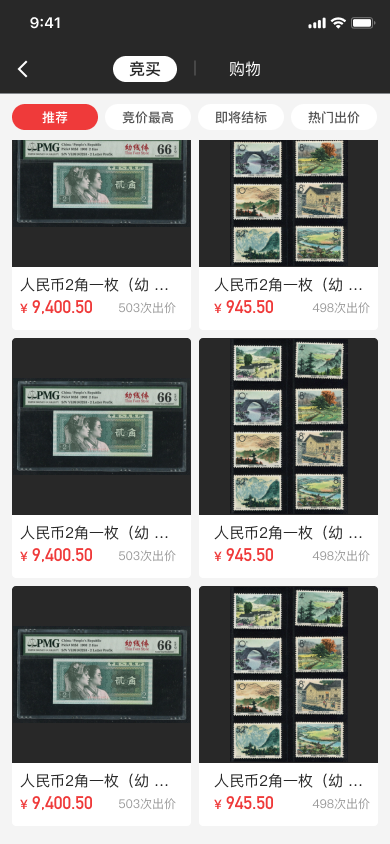 9:41
竞买
购物
推荐
竞价最高
即将结标
热门出价
PMG
幼线体
66
贰角
人民币2角一枚（幼 ...
¥ 9,400.50
503次出价
人民币2角一枚（幼 ...
¥ 945.50
498次出价
PMG
幼线体
66
贰角
人民币2角一枚（幼 ...
¥ 9,400.50
503次出价
8
8
人民币2角一枚（幼 ...
¥ 945.50
498次出价
PMG
幼线体
66
贰角
人民币2角一枚（幼 ...
¥ 9,400.50
503次出价
8
8
人民币2角一枚（幼 ...
¥ 945.50
498次出价